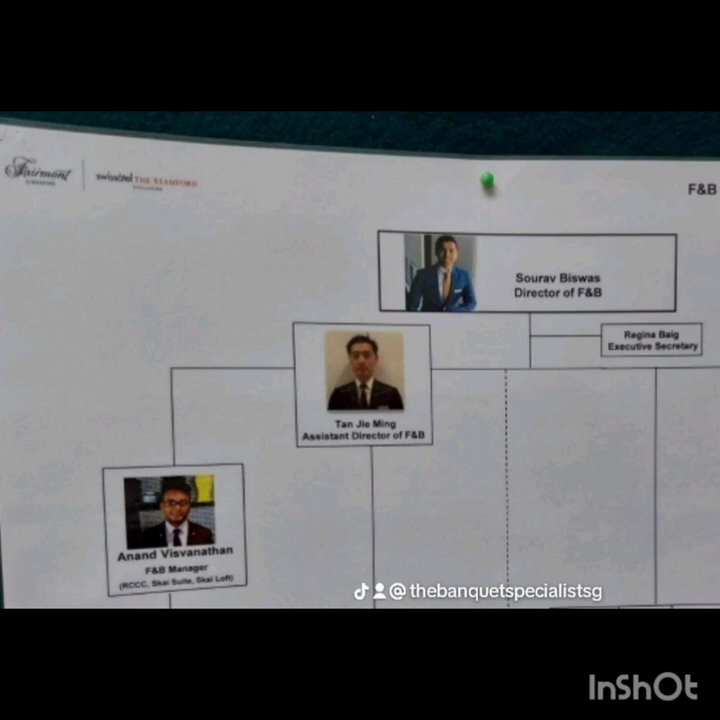 Fairmont
SINGAPORE
swissôtel THE STAMFORD
F&B
Sourav Biswas
Director of F&B
Regina Baig
Executive Secretary
Tan Jie Ming
Assistant Director of F&B
Anand Visvanathan
F&B Manager
(RCCC, Skai Suite, Skai Loft)
@thebanquetspecialistsg
InShOt